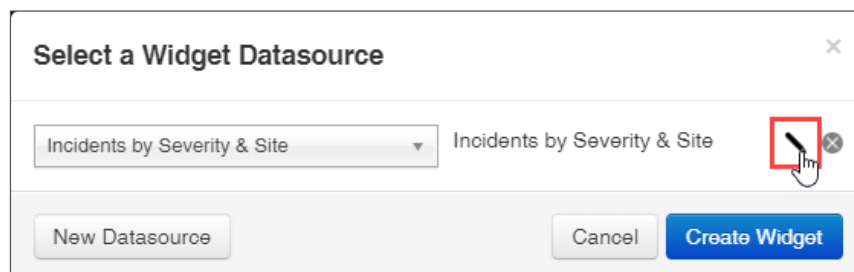 Select a Widget Datasource
Incidents by Severity & Site
Incidents by Severity & Site
New Datasource
Cancel
Create Widget